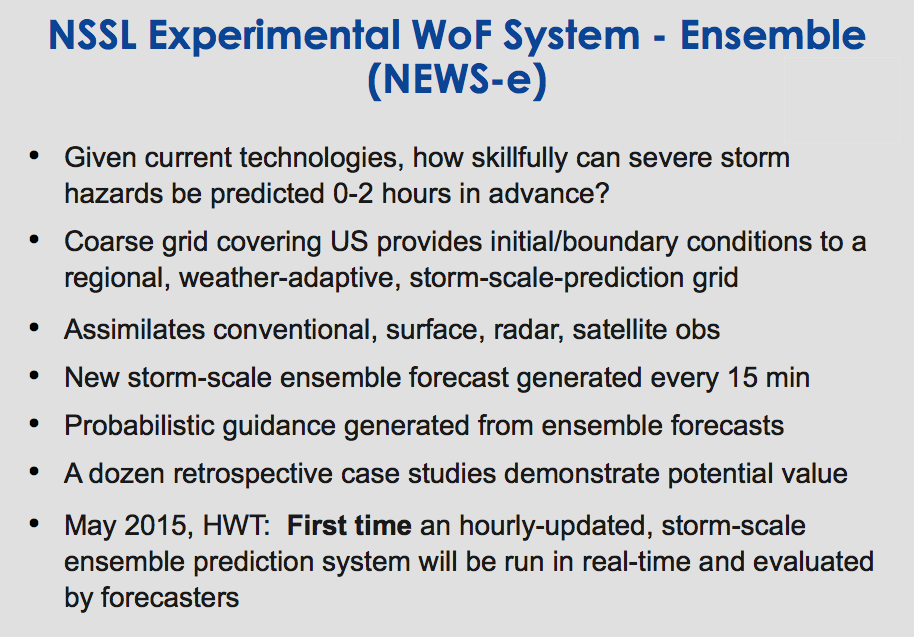 NSSL Experimental WoF System - Ensemble
(NEWS-e)
• Given current technologies, how skillfully can severe storm
hazards be predicted 0-2 hours in advance?
• Coarse grid covering US provides initial/boundary conditions to a
regional, weather-adaptive, storm-scale-prediction grid
• Assimilates conventional, surface, radar, satellite obs
• New storm-scale ensemble forecast generated every 15 min
• Probabilistic guidance generated from ensemble forecasts
• A dozen retrospective case studies demonstrate potential value
• May 2015, HWT: First time an hourly-updated, storm-scale
ensemble prediction system will be run in real-time and evaluated
by forecasters